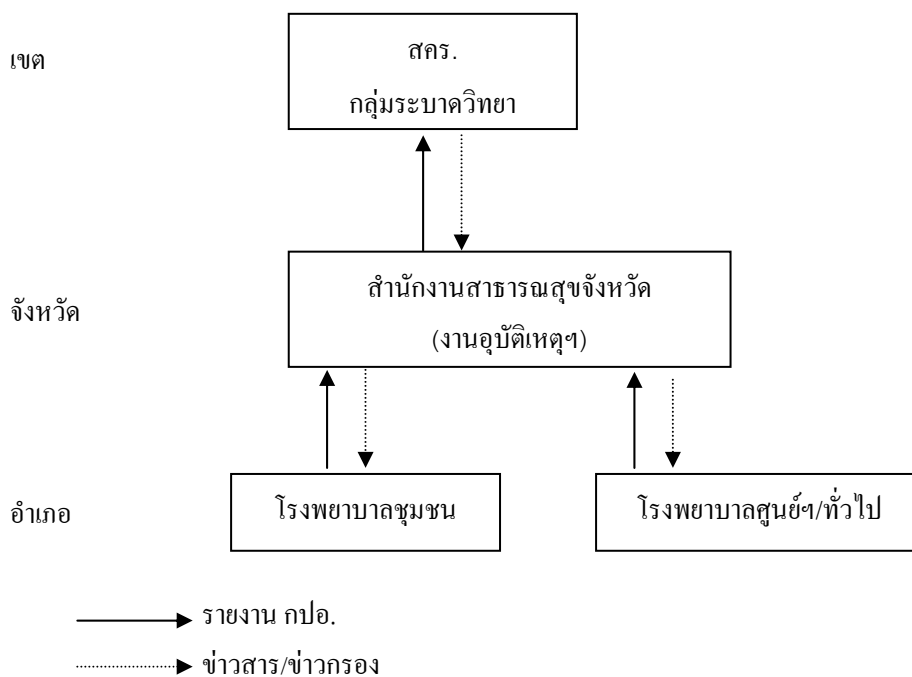 เขต
สคร.
กลุ่มระบาดวิทยา
จังหวัด
สำนักงานสาธารณสุขจังหวัด
(งานอุบัติเหตุฯ)
อำเภอ
โรงพยาบาลชุมชน
โรงพยาบาลศูนย์ฯ/ทั่วไป
รายงาน กปอ.
ข่าวสาร/ข่าวกรอง